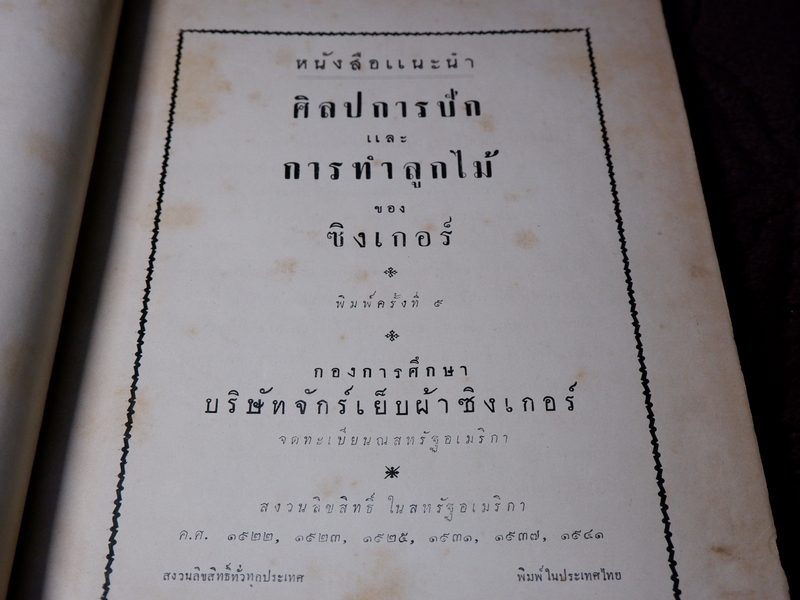 หนังสือแนะนำ
ศิลปการปัก
และ
การทำลูกไม้
ของ
ซิงเกอร์
พิมพ์ครั้งที่ ๕
กองการศึกษา
บริษัทจักร์เย็บผ้าซิงเกอร์
จดทะเบียนณสหรัฐอเมริกา
สงวนลิขสิทธิ์ ในสหรัฐอเมริกา
ค.ศ. ๑๙๒๒, ๑๙๒๓, ๑๙๒๕, ๑๙๓๑, ๑๙๓๗, ๑๙๔๑
สงวนลิขสิทธิ์ทั่วทุกประเทศ พิมพ์ในประเทศไทย